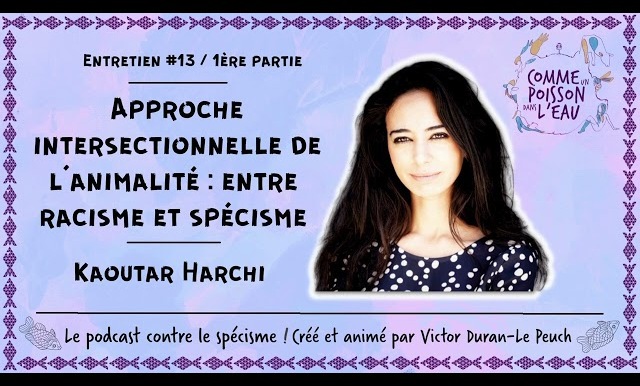 Entretien #13 / 1ère partie
Approche
intersectionnelle de
l'animalité : entre
racisme et spécisme
Kaoutar Harchi
COMME UN
POISSON
DANS L'EAU
Le podcast contre le spécisme ! Créé et animé par Victor Duran-Le Peuch